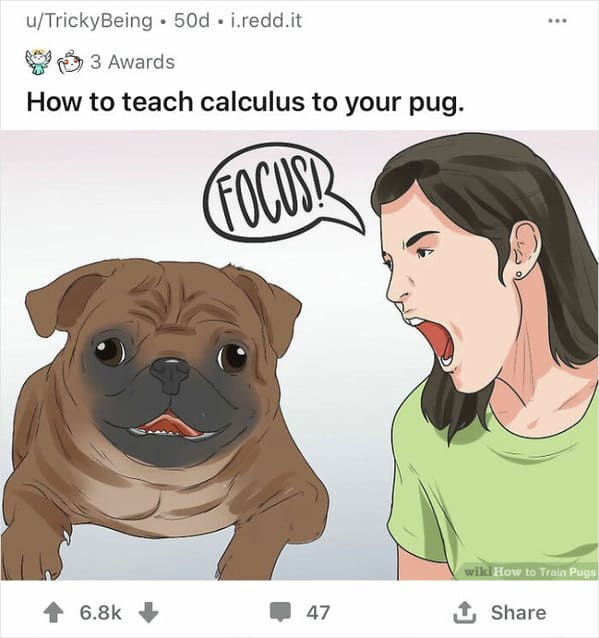 u/TrickyBeing • 50d • i.redd.it
3 Awards
How to teach calculus to your pug.
FOCUS!
wikiHow to Train Pugs
6.8k
47
Share